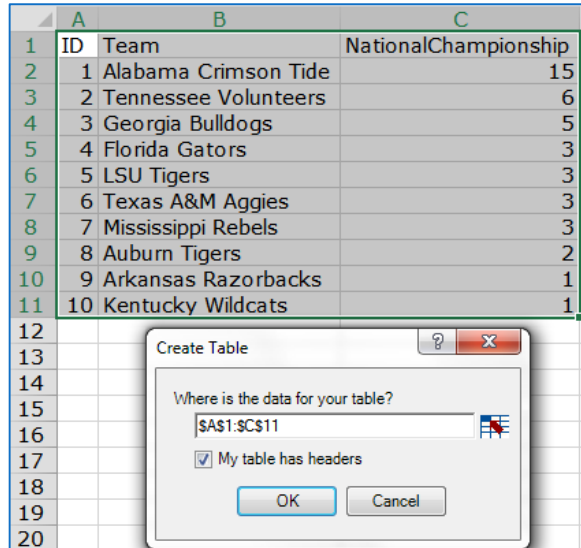 A B C
1 ID Team NationalChampionship
2 1 Alabama Crimson Tide 15
3 2 Tennessee Volunteers 6
4 3 Georgia Bulldogs 5
5 4 Florida Gators 3
6 5 LSU Tigers 3
7 6 Texas A&M Aggies 3
8 7 Mississippi Rebels 3
9 8 Auburn Tigers 2
10 9 Arkansas Razorbacks 1
11 10 Kentucky Wildcats 1
12
13 Create Table ? X
14
15 Where is the data for your table?
16 $A$1:$C$11
17 My table has headers
18
19 OK Cancel
20